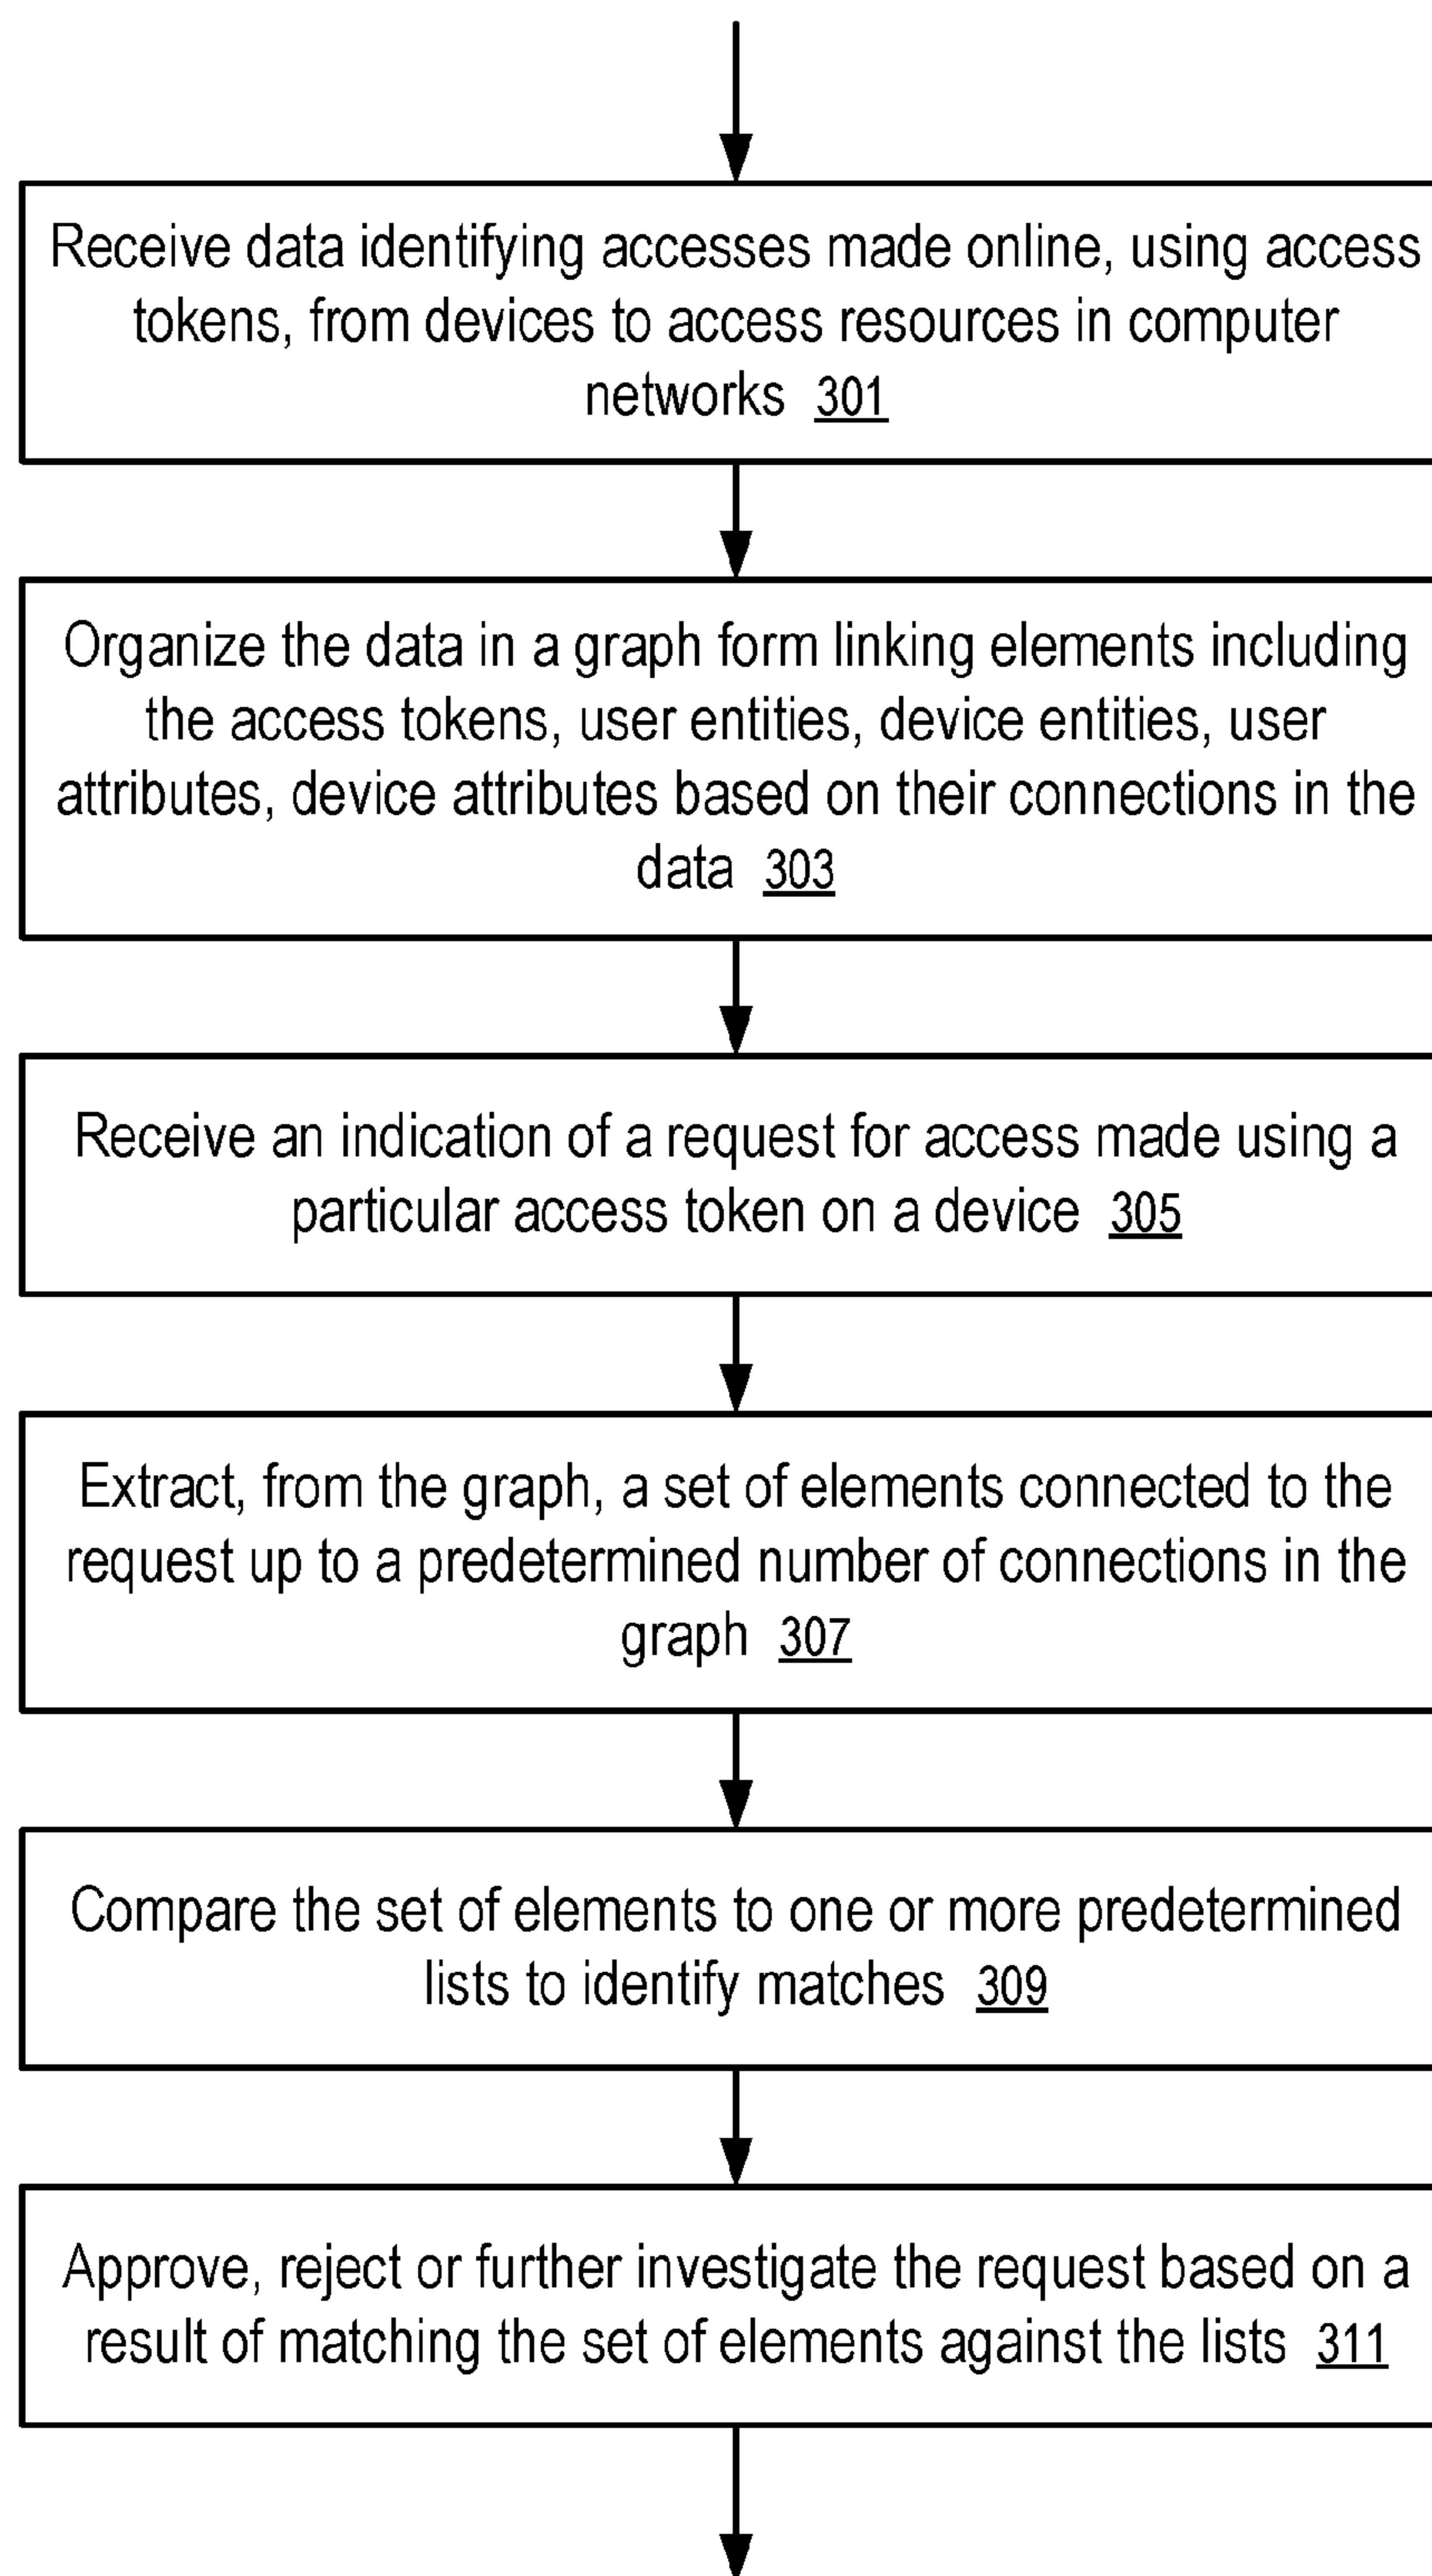 Receive data identifying accesses made online, using access
tokens, from devices to access resources in computer
networks 301
Organize the data in a graph form linking elements including
the access tokens, user entities, device entities, user
attributes, device attributes based on their connections in the
data 303
Receive an indication of a request for access made using a
particular access token on a device 305
Extract, from the graph, a set of elements connected to the
request up to a predetermined number of connections in the
graph 307
Compare the set of elements to one or more predetermined
lists to identify matches 309
Approve, reject or further investigate the request based on a
result of matching the set of elements against the lists 311